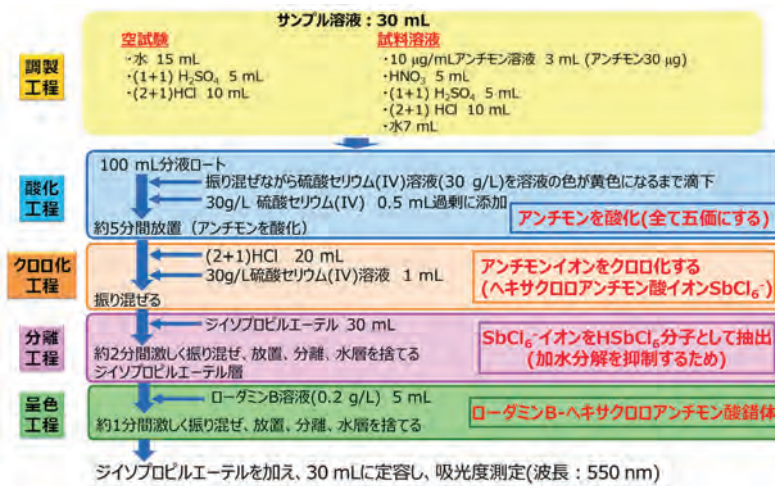 サンプル溶液：30 mL
空試験
・水 15 mL
・(1+1) H₂SO₄ 5 mL
・(2+1)HCl 10 mL
試料溶液
・10 μg/mLアンチモン溶液 3 mL (アンチモン30 μg)
・HNO₃ 5 mL
・(1+1) H₂SO₄ 5 mL
・(2+1) HCl 10 mL
・水7 mL
調製
工程
100 mL分液ロート
振り混ぜながら硫酸セリウム(IV)溶液(30 g/L)を溶液の色が黄色になるまで滴下
30g/L 硫酸セリウム(IV) 0.5 mL過剰に添加
約5分間放置 (アンチモンを酸化)
酸化
工程
アンチモンを酸化(全て五価にする)
(2+1)HCl 20 mL
30g/L硫酸セリウム(IV)溶液 1 mL
振り混ぜる
クロロ化
工程
アンチモンイオンをクロロ化する
(ヘキサクロロアンチモン酸イオンSbCl₆⁻)
ジイソプロピルエーテル 30 mL
約2分間激しく振り混ぜ、放置、分離、水層を捨てる
ジイソプロピルエーテル層
分離
工程
SbCl₆⁻イオンをHSbCl₆分子として抽出
(加水分解を抑制するため)
ローダミンB溶液(0.2 g/L) 5 mL
約1分間激しく振り混ぜ、放置、分離、水層を捨てる
呈色
工程
ローダミンB-ヘキサクロロアンチモン酸錯体
ジイソプロピルエーテルを加え、30 mLに定容し、吸光度測定(波長：550 nm)